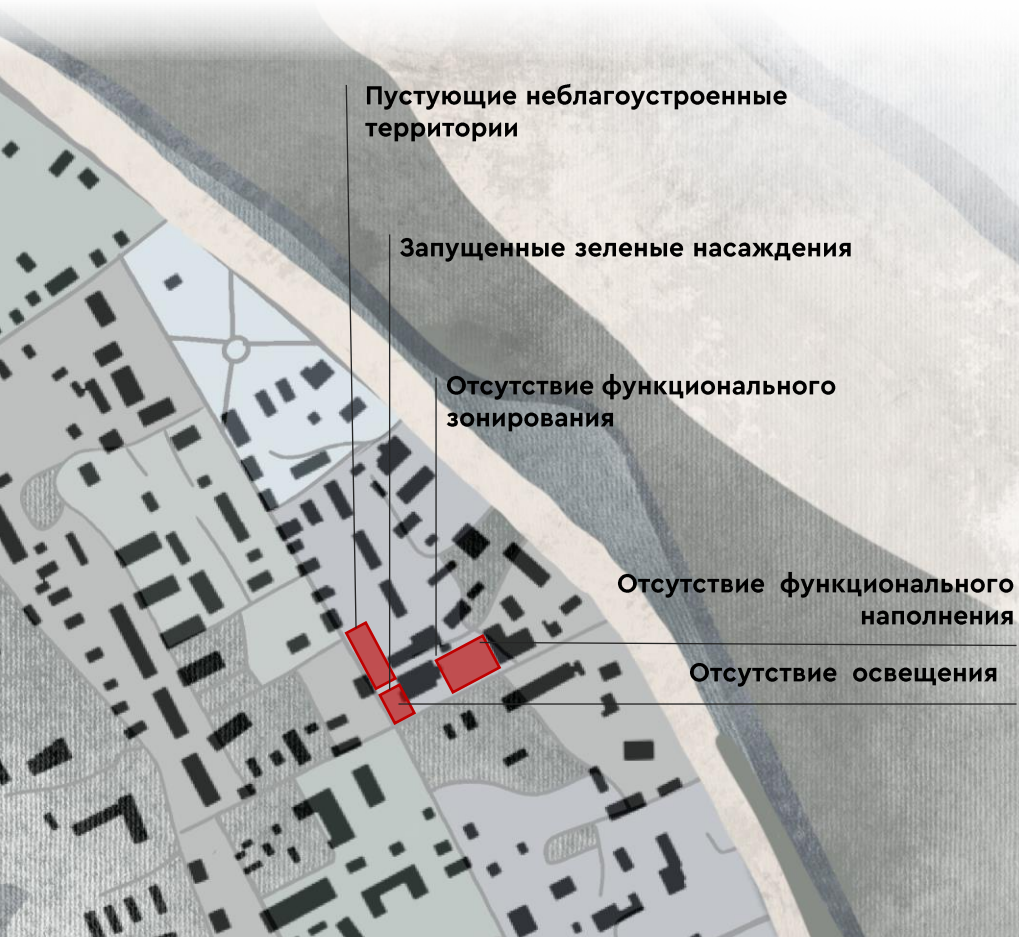 Пустующие неблагоустроенные
территории
Запущенные зеленые насаждения
Отсутствие функционального
зонирования
Отсутствие функционального
наполнения
Отсутствие освещения